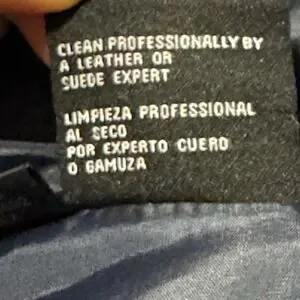 CLEAN PROFESSIONALLY BY
A LEATHER OR
SUEDE EXPERT
LIMPIEZA PROFESSIONAL
AL SECO
POR EXPERTO CUERO
O GAMUZA